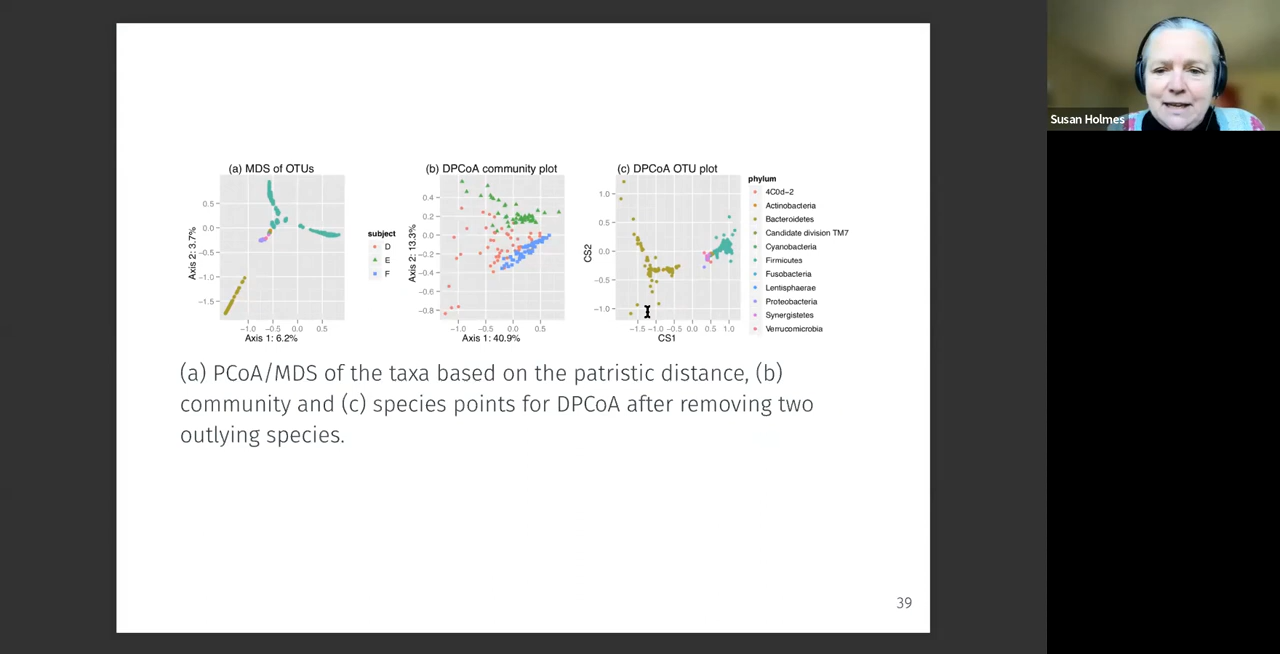 (a) MDS of OTUs
0.5
0.0
−0.5
−1.0
−1.5
Axis 2: 3.7%
−1.0 −0.5 0.0 0.5
Axis 1: 6.2%
subject
D
E
F
(b) DPCoA community plot
0.4
0.2
0.0
−0.2
−0.4
−0.6
−0.8
Axis 2: 13.3%
−1.0 −0.5 0.0 0.5
Axis 1: 40.9%
(c) DPCoA OTU plot
1.0
0.5
0.0
−0.5
−1.0
CS2
−1.5 −1.0 −0.5 0.0 0.5 1.0
CS1
phylum
4C0d−2
Actinobacteria
Bacteroidetes
Candidate division TM7
Cyanobacteria
Firmicutes
Fusobacteria
Lentisphaerae
Proteobacteria
Synergistetes
Verrucomicrobia
(a) PCoA/MDS of the taxa based on the patristic distance, (b)
community and (c) species points for DPCoA after removing two
outlying species.
39
Susan Holmes